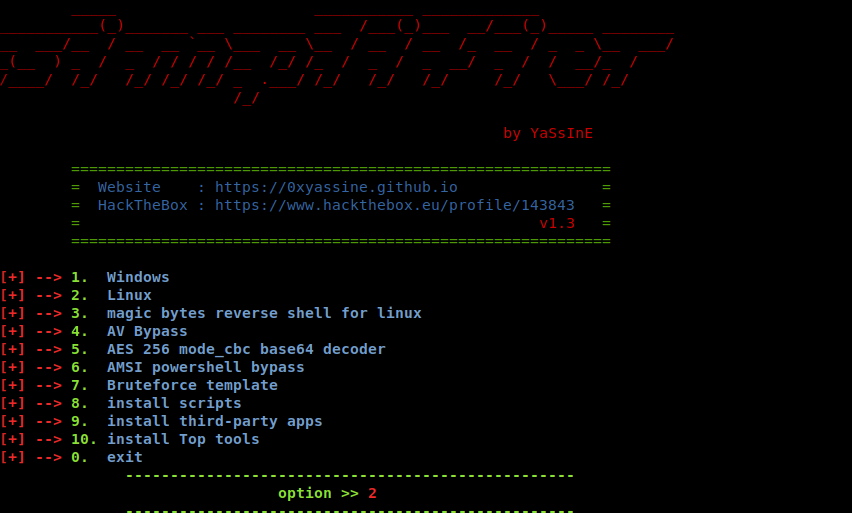 by YaSsInE
============================================================
=  Website    : https://0xyassine.github.io                =
=  HackTheBox : https://www.hackthebox.eu/profile/143843   =
=                                                   v1.3   =
============================================================
[+] --> 1.  Windows
[+] --> 2.  Linux
[+] --> 3.  magic bytes reverse shell for linux
[+] --> 4.  AV Bypass
[+] --> 5.  AES 256 mode_cbc base64 decoder
[+] --> 6.  AMSI powershell bypass
[+] --> 7.  Bruteforce template
[+] --> 8.  install scripts
[+] --> 9.  install third-party apps
[+] --> 10. install Top tools
[+] --> 0.  exit
--------------------------------------------------
option >> 2
--------------------------------------------------